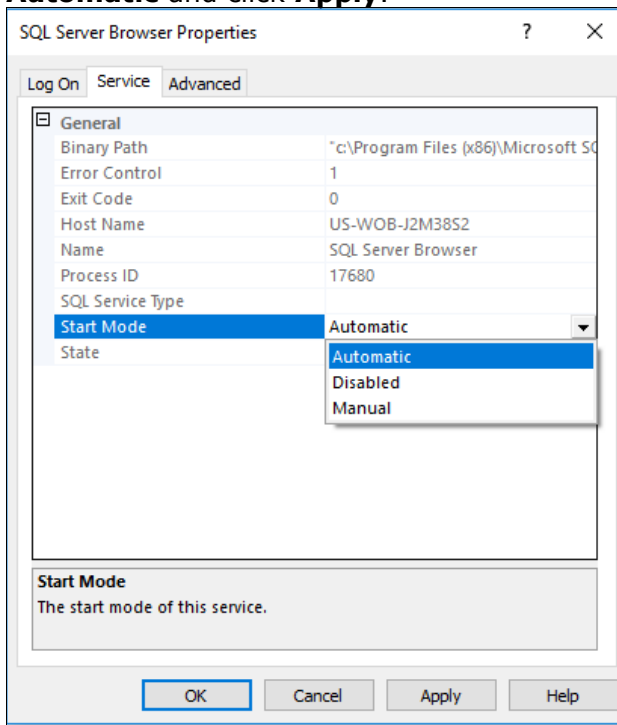 Automatic and click Apply.
SQL Server Browser Properties ? ×
Log On Service Advanced
General
Binary Path "c:\Program Files (x86)\Microsoft SQ
Error Control 1
Exit Code 0
Host Name US-WOB-J2M38S2
Name SQL Server Browser
Process ID 17680
SQL Service Type
Start Mode Automatic
State Automatic
Disabled
Manual
Start Mode
The start mode of this service.
OK Cancel Apply Help